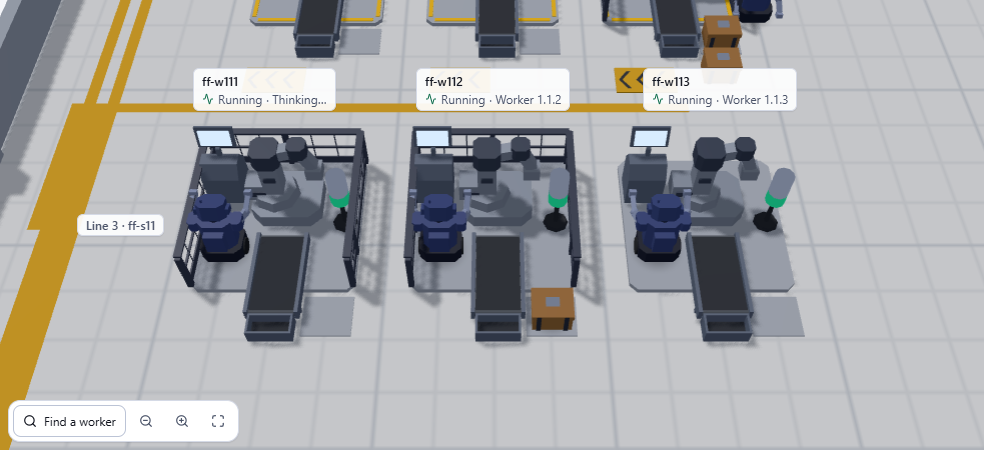 ff-w111
Running · Thinking...
ff-w112
Running · Worker 1.1.2
ff-w113
Running · Worker 1.1.3
Line 3 · ff-s11
Find a worker